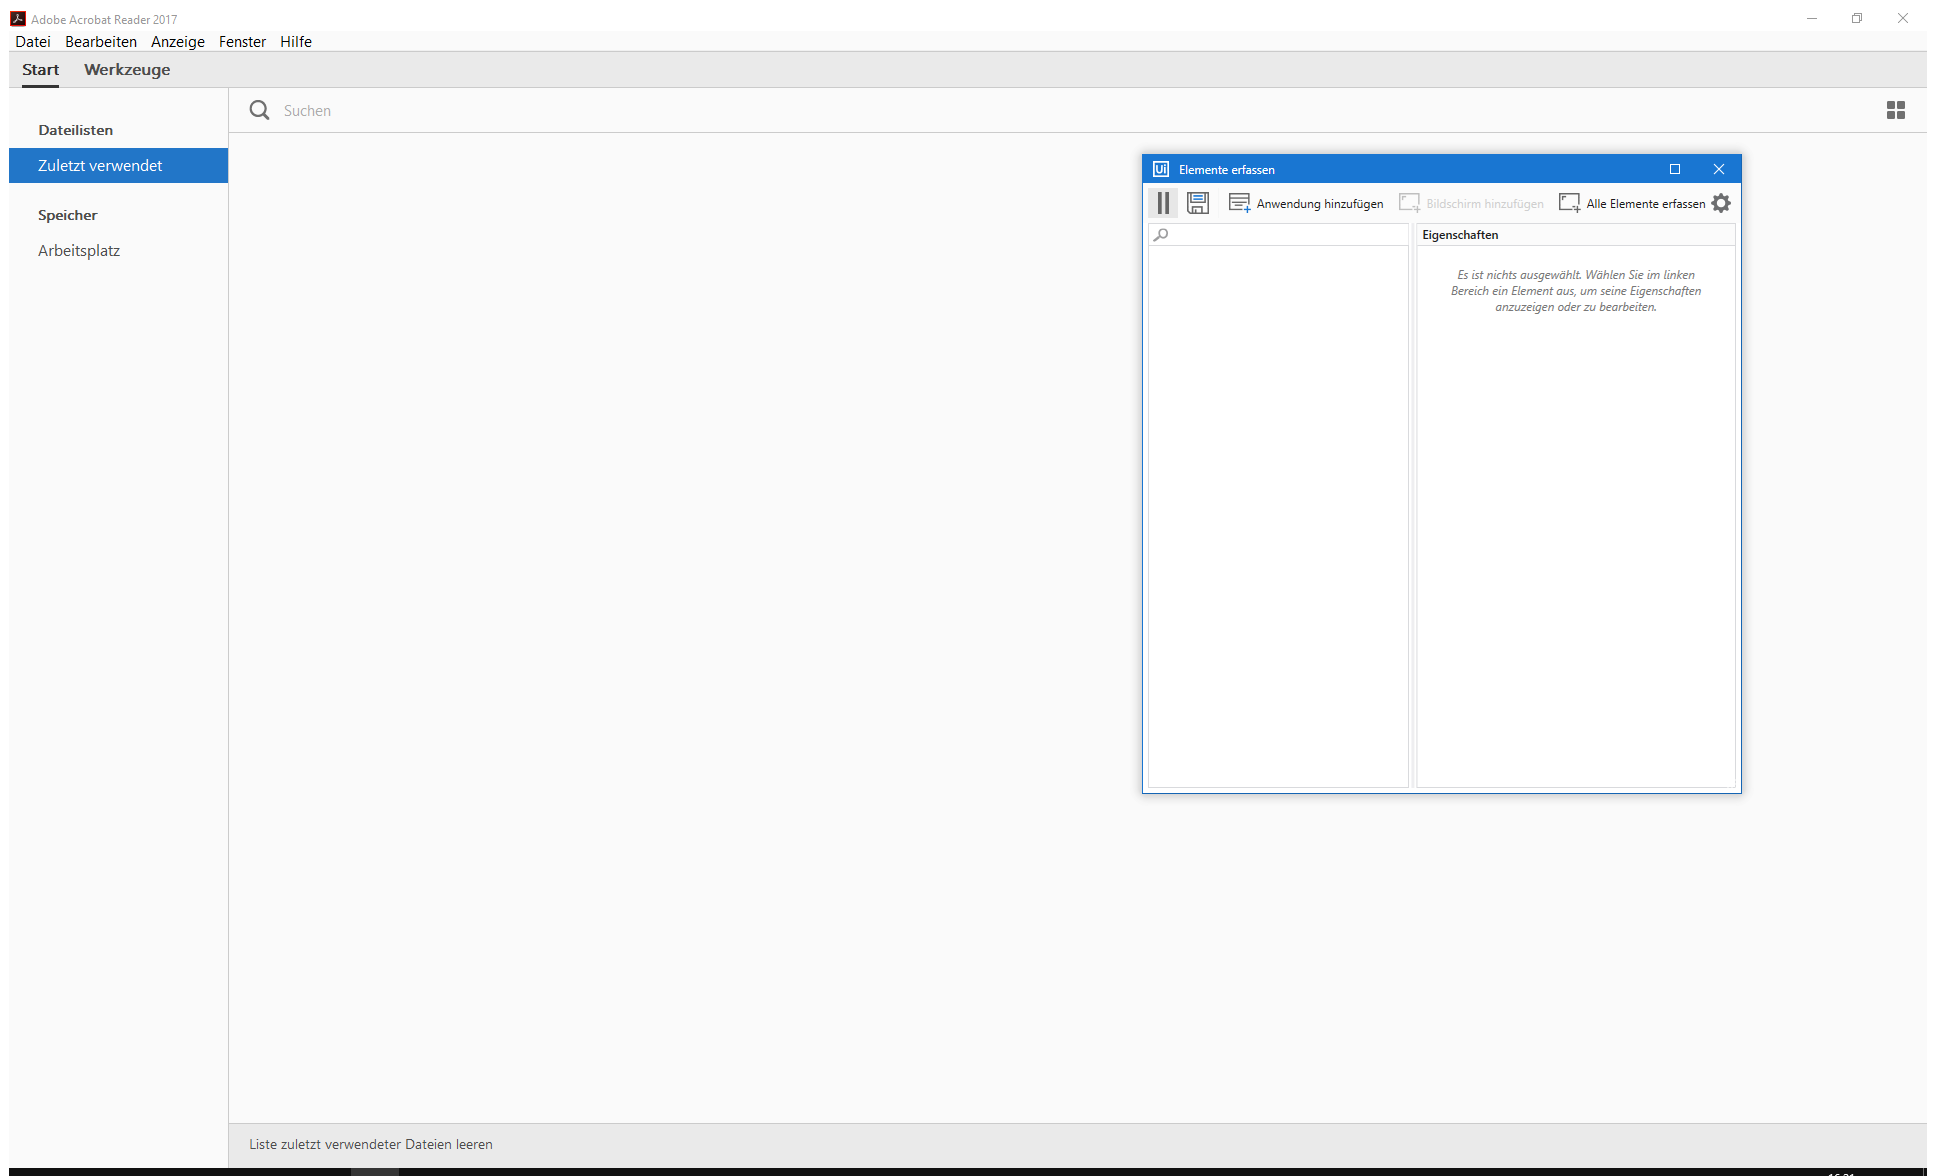 Adobe Acrobat Reader 2017
Datei Bearbeiten Anzeige Fenster Hilfe
Start Werkzeuge
Dateilisten
Zuletzt verwendet
Speicher
Arbeitsplatz
Suchen
Ui Elemente erfassen
Anwendung hinzufügen Bildschirm hinzufügen Alle Elemente erfassen
Eigenschaften
Es ist nichts ausgewählt. Wählen Sie im linken
Bereich ein Element aus, um seine Eigenschaften
anzuzeigen oder zu bearbeiten.
Liste zuletzt verwendeter Dateien leeren